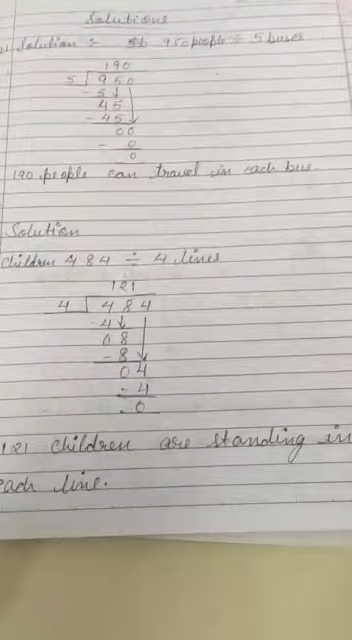 Solutions
Solution ÷ 950 people ÷ 5 buses
190
5 950
- 5 ↓
45
- 45
00
- 0
0
190 people can travel in each bus.
Solution
Children 484 ÷ 4 lines
121
4 484
- 4 ↓
08
- 8
04
- 4
0
121 children are standing in
each line.